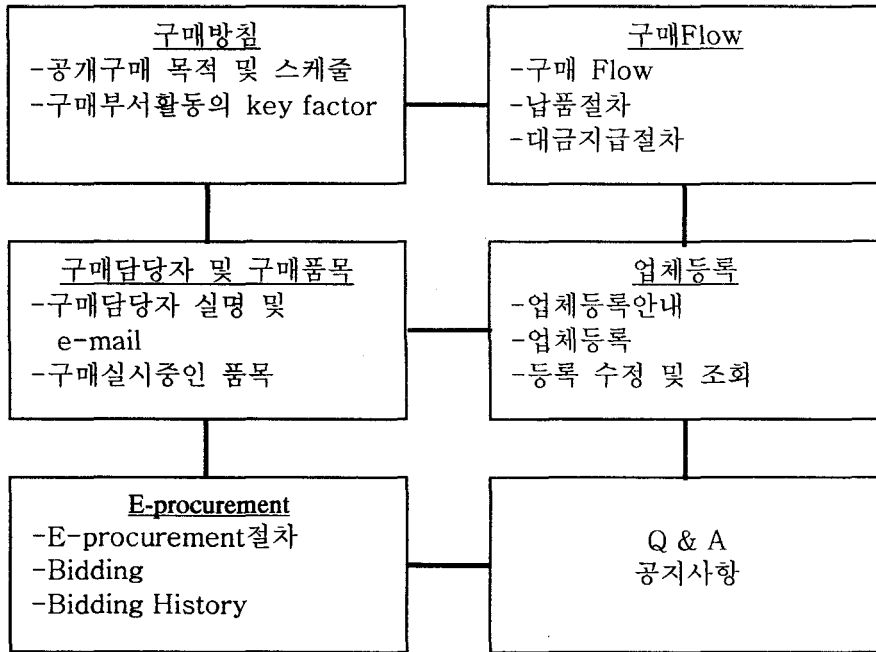 구매방침
-공개구매 목적 및 스케줄
-구매부서활동의 key factor
구매Flow
-구매 Flow
-납품절차
-대금지급절차
구매담당자 및 구매품목
-구매담당자 실명 및
e-mail
-구매실시중인 품목
업체등록
-업체등록안내
-업체등록
-등록 수정 및 조회
E-procurement
-E-procurement절차
-Bidding
-Bidding History
Q & A
공지사항